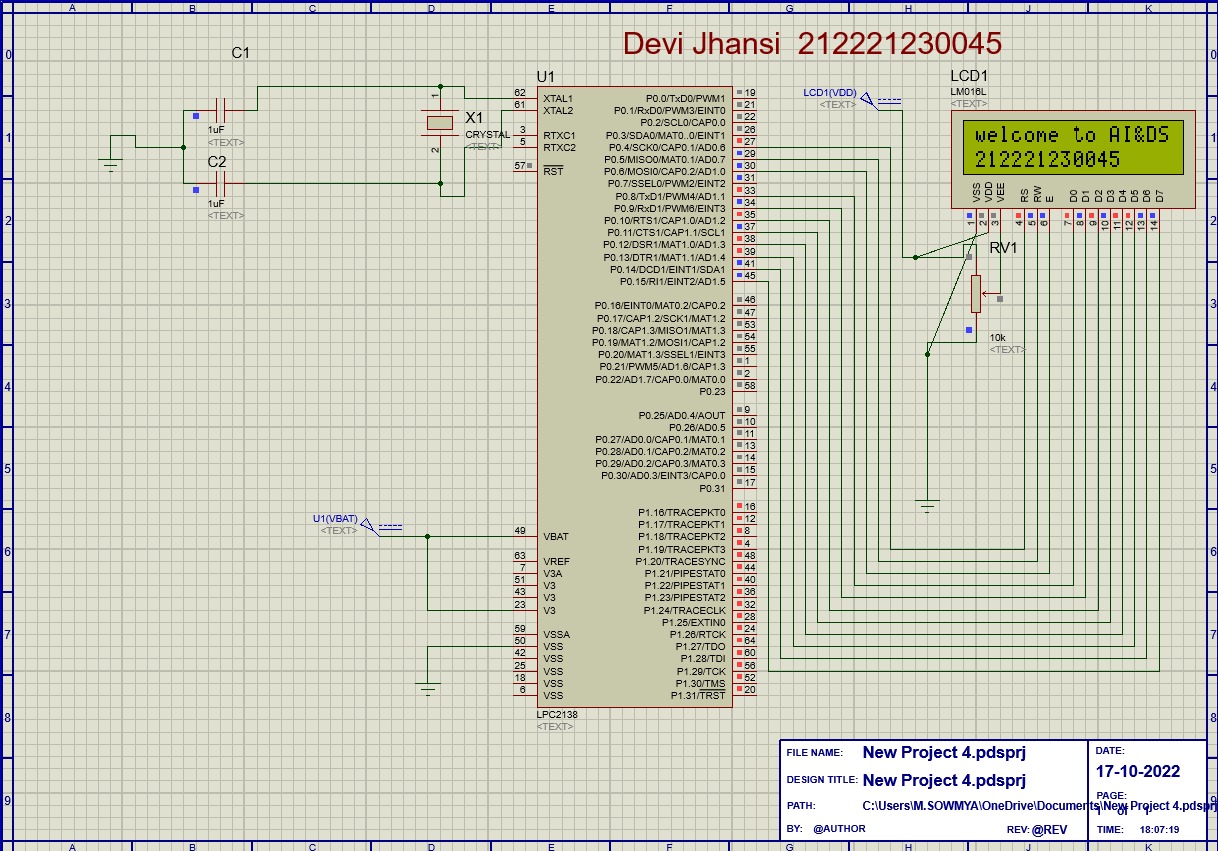 A B C D E F G H J K
Devi Jhansi 212221230045
C1
1uF
<TEXT>
C2
1uF
<TEXT>
X1
CRYSTAL
<TEXT>
1
2
U1
62 XTAL1
61 XTAL2
3 RTXC1
5 RTXC2
57 RST
U1(VBAT)
<TEXT>
49 VBAT
63 VREF
7 V3A
51 V3
43 V3
23 V3
59 VSSA
50 VSS
42 VSS
25 VSS
18 VSS
6 VSS
P0.0/TxD0/PWM1 19
P0.1/RxD0/PWM3/EINT0 21
P0.2/SCL0/CAP0.0 22
P0.3/SDA0/MAT0..0/EINT1 26
P0.4/SCK0/CAP0.1/AD0.6 27
P0.5/MISO0/MAT0.1/AD0.7 29
P0.6/MOSI0/CAP0.2/AD1.0 30
P0.7/SSEL0/PWM2/EINT2 31
P0.8/TxD1/PWM4/AD1.1 33
P0.9/RxD1/PWM6/EINT3 34
P0.10/RTS1/CAP1.0/AD1.2 35
P0.11/CTS1/CAP1.1/SCL1 37
P0.12/DSR1/MAT1.0/AD1.3 38
P0.13/DTR1/MAT1.1/AD1.4 39
P0.14/DCD1/EINT1/SDA1 41
P0.15/RI1/EINT2/AD1.5 45
P0.16/EINT0/MAT0.2/CAP0.2 46
P0.17/CAP1.2/SCK1/MAT1.2 47
P0.18/CAP1.3/MISO1/MAT1.3 53
P0.19/MAT1.2/MOSI1/CAP1.2 54
P0.20/MAT1.3/SSEL1/EINT3 55
P0.21/PWM5/AD1.6/CAP1.3 1
P0.22/AD1.7/CAP0.0/MAT0.0 2
P0.23 58
P0.25/AD0.4/AOUT 9
P0.26/AD0.5 10
P0.27/AD0.0/CAP0.1/MAT0.1 11
P0.28/AD0.1/CAP0.2/MAT0.2 13
P0.29/AD0.2/CAP0.3/MAT0.3 14
P0.30/AD0.3/EINT3/CAP0.0 15
P0.31 17
P1.16/TRACEPKT0 16
P1.17/TRACEPKT1 12
P1.18/TRACEPKT2 8
P1.19/TRACEPKT3 4
P1.20/TRACESYNC 48
P1.21/PIPESTAT0 44
P1.22/PIPESTAT1 40
P1.23/PIPESTAT2 36
P1.24/TRACECLK 32
P1.25/EXTIN0 28
P1.26/RTCK 24
P1.27/TDO 64
P1.28/TDI 60
P1.29/TCK 56
P1.30/TMS 52
P1.31/TRST 20
LPC2138
<TEXT>
LCD1(VDD)
<TEXT>
LCD1
LM016L
<TEXT>
welcome to AI&DS
212221230045
VSS VDD VEE RS RW E D0 D1 D2 D3 D4 D5 D6 D7
1 2 3 4 5 6 7 8 9 10 11 12 13 14
RV1
10k
<TEXT>
0
1
2
3
4
5
6
7
8
9
FILE NAME: New Project 4.pdsprj
DESIGN TITLE: New Project 4.pdsprj
PATH: C:\Users\M.SOWMYA\OneDrive\Documents\New Project 4.pdsprj
BY: @AUTHOR REV: @REV
DATE:
17-10-2022
PAGE:
1 of 1
TIME: 18:07:19
A B C D E F G H J K